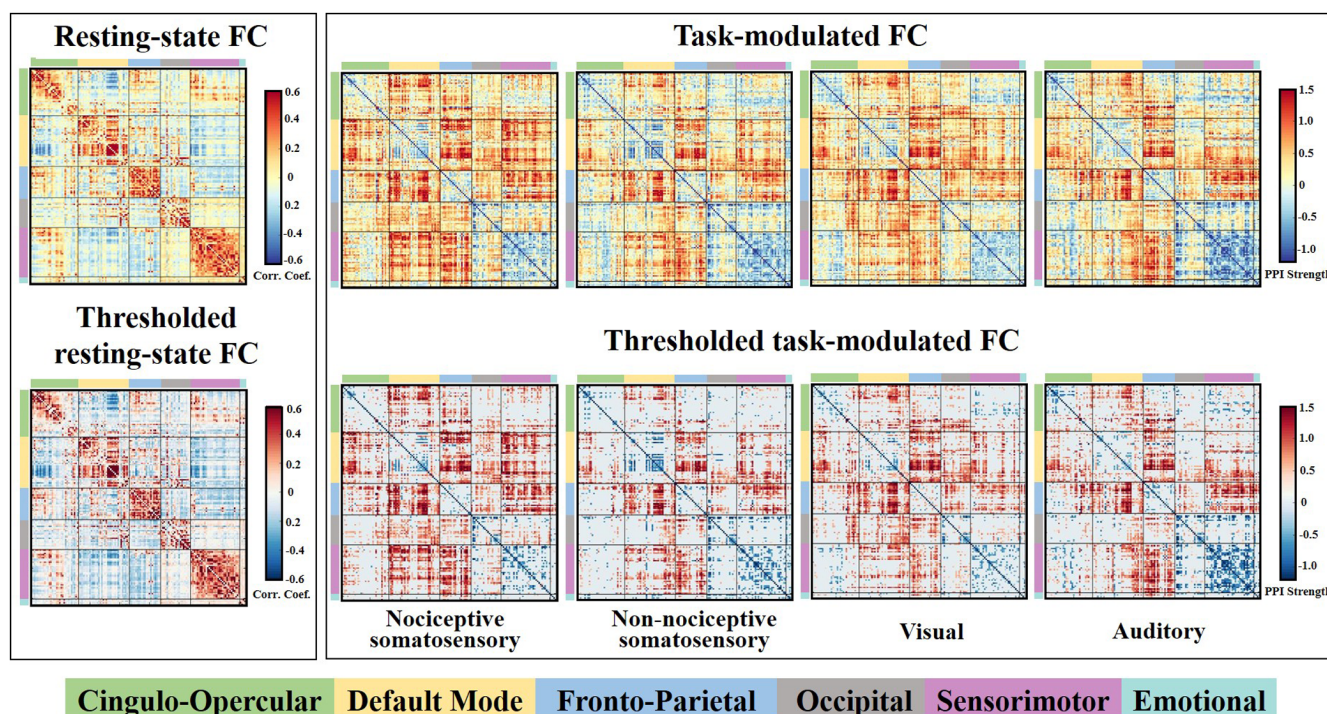 Resting-state FC
0.6
0.4
0.2
0
-0.2
-0.4
-0.6
Corr. Coef.
Thresholded
resting-state FC
0.6
0.4
0.2
0
-0.2
-0.4
-0.6
Corr. Coef.
Task-modulated FC
1.5
1.0
0.5
0
-0.5
-1.0
PPI Strength
Thresholded task-modulated FC
1.5
1.0
0.5
0
-0.5
-1.0
PPI Strength
Nociceptive
somatosensory
Non-nociceptive
somatosensory
Visual
Auditory
Cingulo-Opercular Default Mode Fronto-Parietal Occipital Sensorimotor Emotional